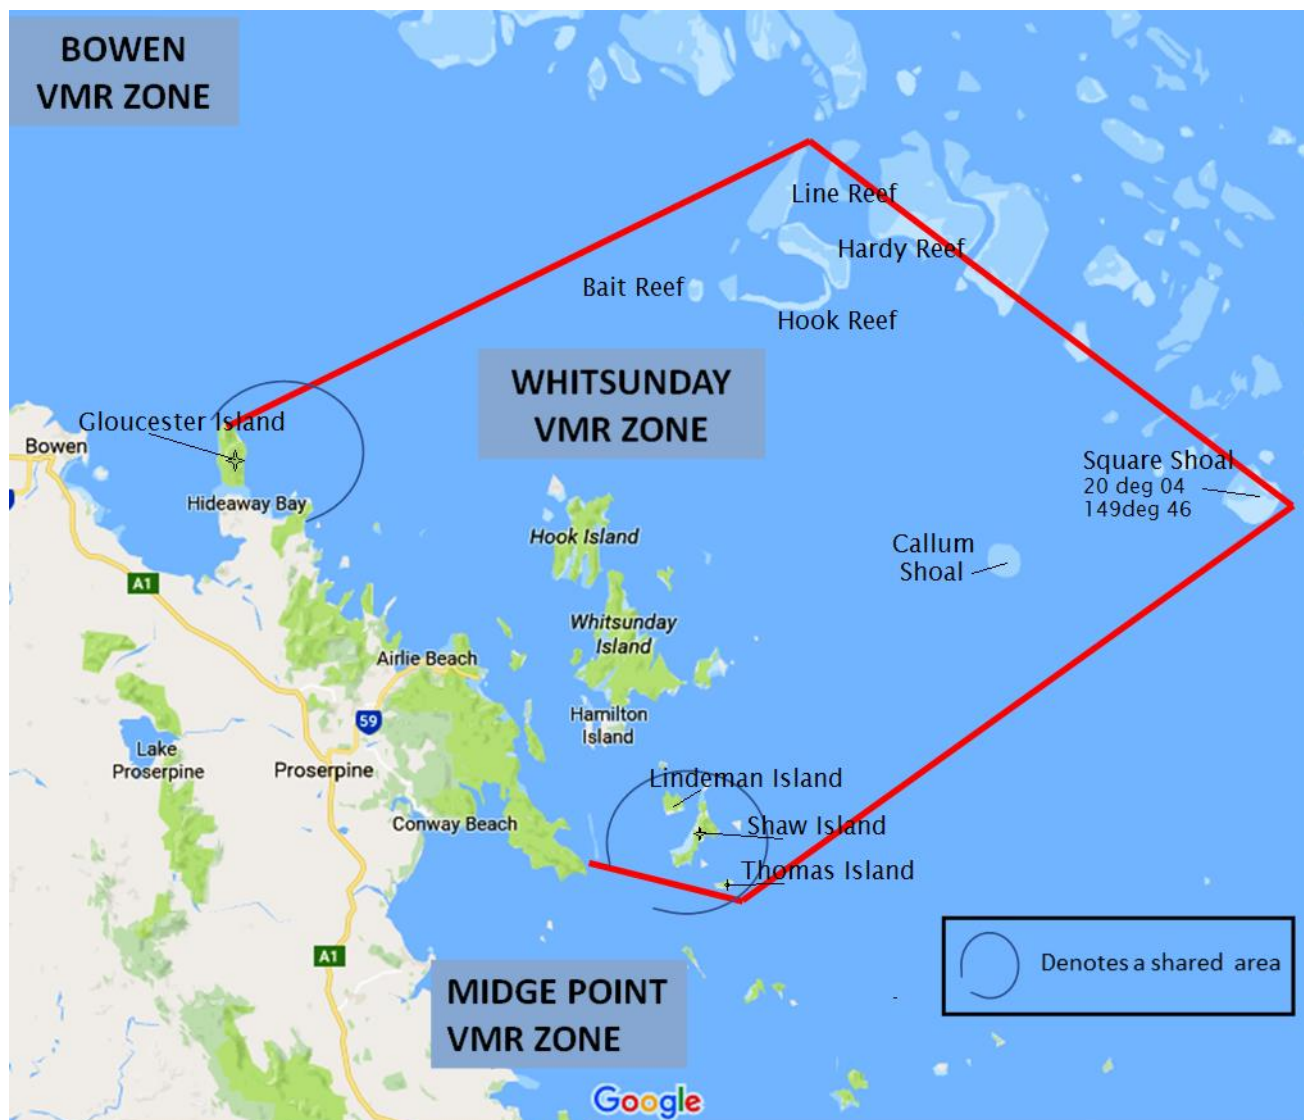 BOWEN
VMR ZONE
Line Reef
Hardy Reef
Bait Reef
Hook Reef
WHITSUNDAY
VMR ZONE
Gloucester Island
Bowen
Square Shoal
20 deg 04
149deg 46
Hideaway Bay
Hook Island
Callum
Shoal
A1
Whitsunday
Island
Airlie Beach
59
Hamilton
Island
Lake
Proserpine
Proserpine
Lindeman Island
Conway Beach
Shaw Island
Thomas Island
A1
Denotes a shared area
MIDGE POINT
VMR ZONE
Google